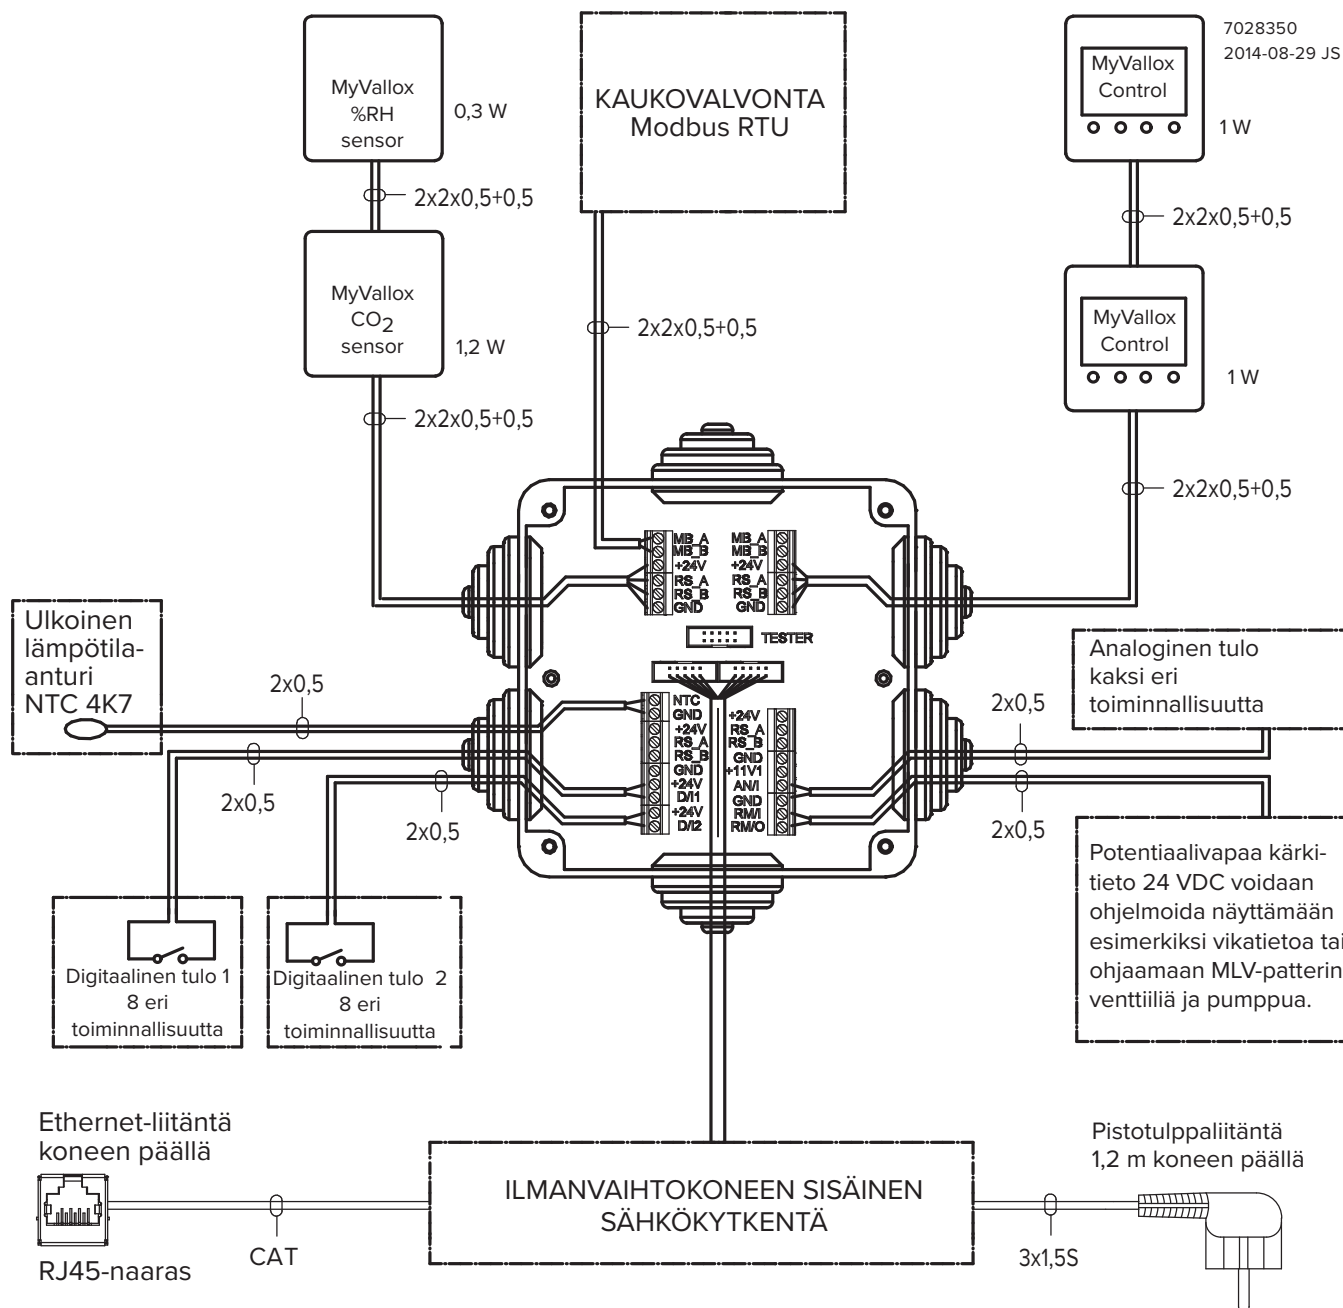 7028350
2014-08-29 JS
MyVallox
%RH
sensor
0,3 W
KAUKOVALVONTA
Modbus RTU
MyVallox
Control
1 W
2x2x0,5+0,5
2x2x0,5+0,5
MyVallox
CO2
sensor
1,2 W
2x2x0,5+0,5
MyVallox
Control
1 W
2x2x0,5+0,5
2x2x0,5+0,5
MB_A
MB_B
+24V
RS_A
RS_B
GND
MB_A
MB_B
+24V
RS_A
RS_B
GND
TESTER
Ulkoinen
lämpötila-
anturi
NTC 4K7
2x0,5
2x0,5
2x0,5
NTC
GND
+24V
RS_A
RS_B
GND
+24V
D/I1
+24V
D/I2
+24V
RS_A
RS_B
GND
+11V1
AN/I
GND
RM/I
RM/O
2x0,5
2x0,5
Analoginen tulo
kaksi eri
toiminnallisuutta
Potentiaalivapaa kärki-
tieto 24 VDC voidaan
ohjelmoida näyttämään
esimerkiksi vikatietoa tai
ohjaamaan MLV-patterin
venttiiliä ja pumppua.
Digitaalinen tulo 1
8 eri
toiminnallisuutta
Digitaalinen tulo 2
8 eri
toiminnallisuutta
Ethernet-liitäntä
koneen päällä
RJ45-naaras
CAT
ILMANVAIHTOKONEEN SISÄINEN
SÄHKÖKYTKENTÄ
3x1,5S
Pistotulppaliitäntä
1,2 m koneen päällä